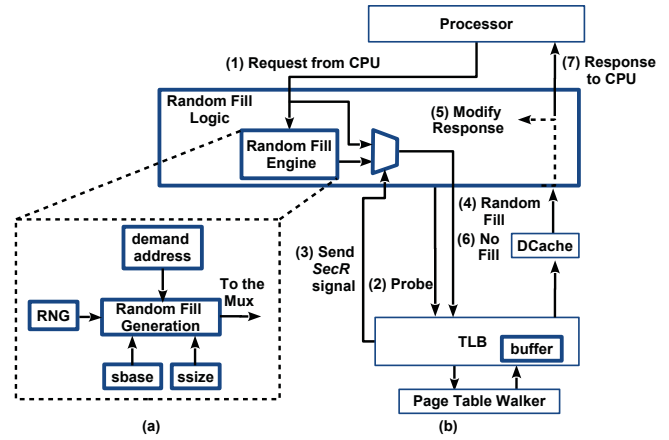 Processor
(1) Request from CPU
(7) Response
to CPU
Random Fill
Logic
(5) Modify
Response
Random Fill
Engine
(4) Random
Fill
(6) No
Fill
(3) Send
SecR
signal
(2) Probe
DCache
demand
address
To the
Mux
RNG
Random Fill
Generation
sbase
ssize
TLB
buffer
Page Table Walker
(a)
(b)